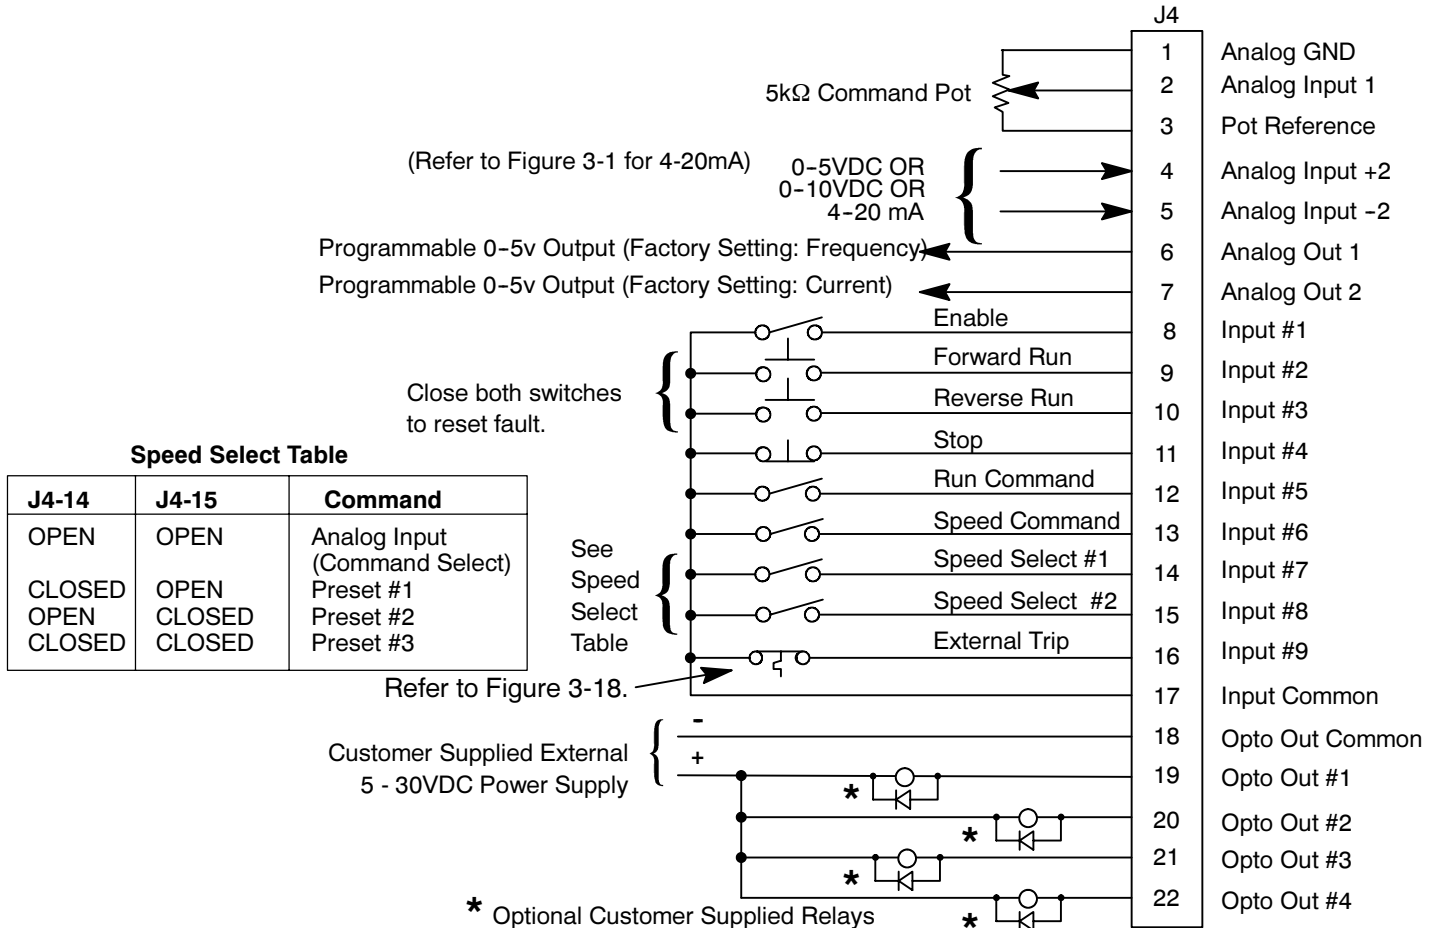 J4
1 Analog GND
5kΩ Command Pot 2 Analog Input 1
3 Pot Reference
(Refer to Figure 3-1 for 4-20mA)
0-5VDC OR
0-10VDC OR
4-20 mA
4 Analog Input +2
5 Analog Input -2
Programmable 0-5v Output (Factory Setting: Frequency) 6 Analog Out 1
Programmable 0-5v Output (Factory Setting: Current) 7 Analog Out 2
Enable 8 Input #1
Forward Run 9 Input #2
Close both switches
to reset fault.
Reverse Run 10 Input #3
Stop 11 Input #4
Run Command 12 Input #5
Speed Command 13 Input #6
Speed Select #1 14 Input #7
Speed Select #2 15 Input #8
External Trip 16 Input #9
17 Input Common
See
Speed
Select
Table
Speed Select Table
J4-14 J4-15 Command
OPEN OPEN Analog Input
(Command Select)
CLOSED OPEN Preset #1
OPEN CLOSED Preset #2
CLOSED CLOSED Preset #3
Refer to Figure 3-18.
-
+
Customer Supplied External
5 - 30VDC Power Supply
18 Opto Out Common
* 19 Opto Out #1
* 20 Opto Out #2
* 21 Opto Out #3
* 22 Opto Out #4
* Optional Customer Supplied Relays